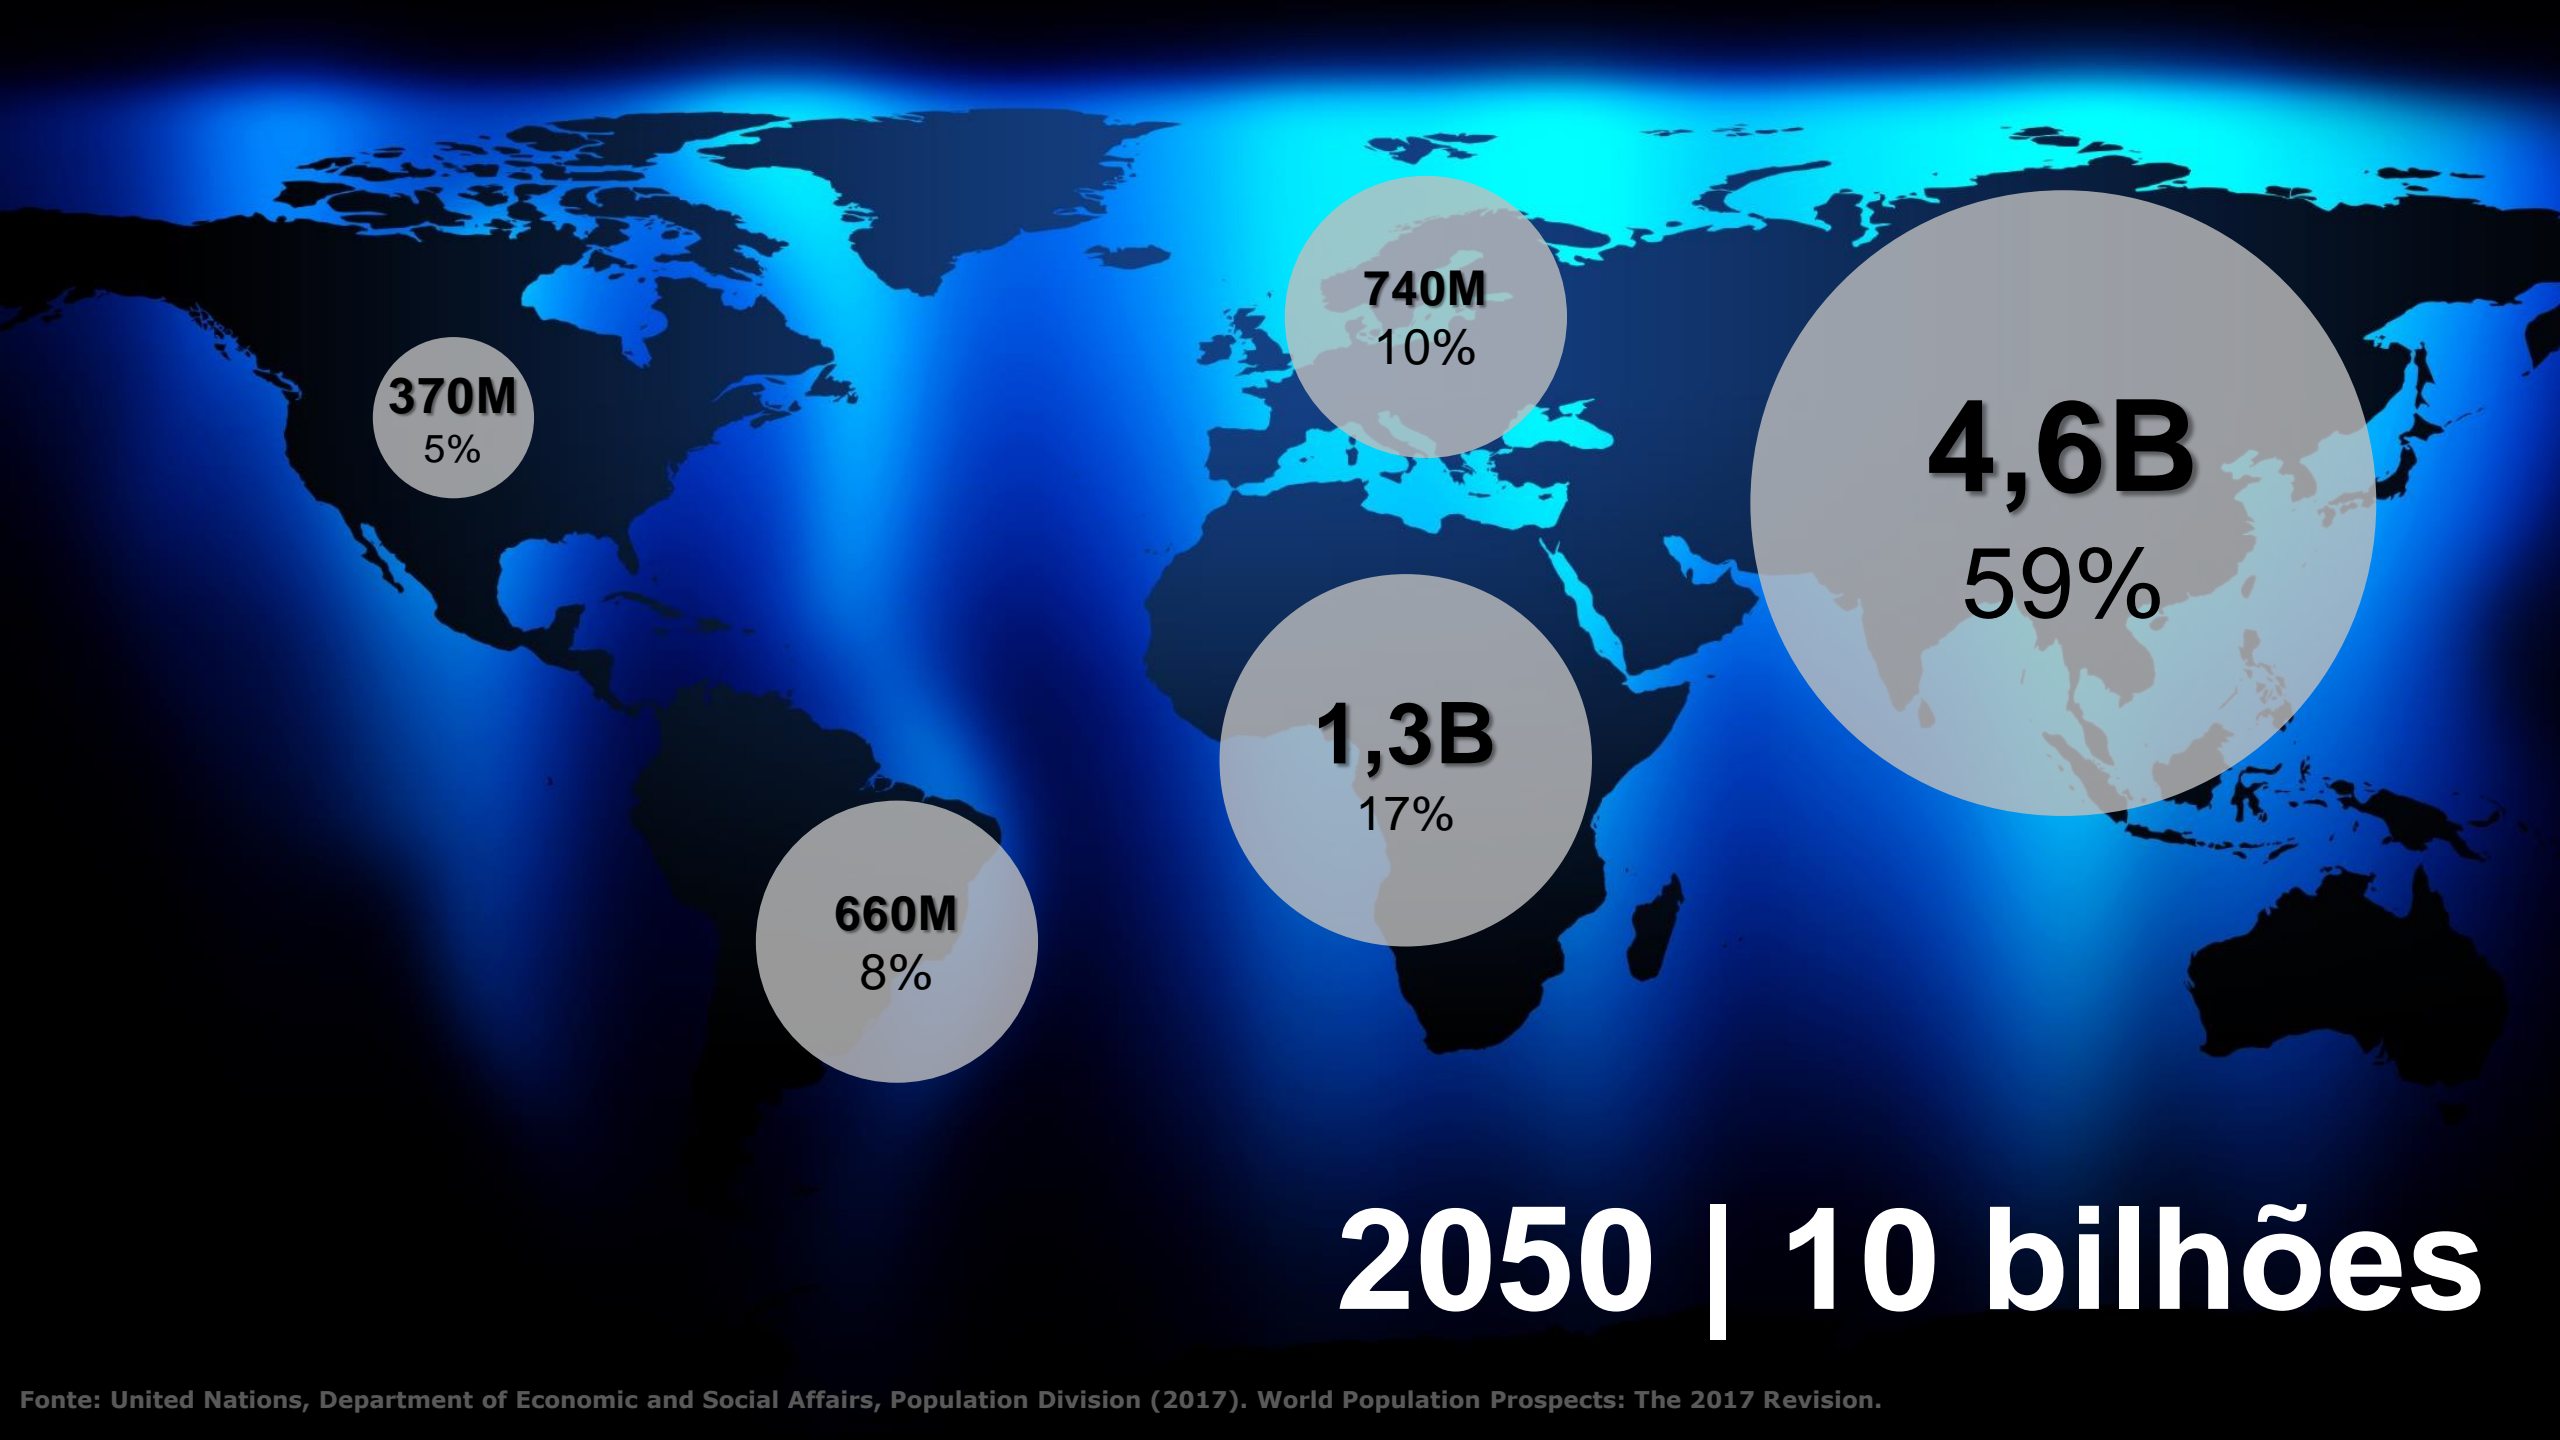 740M
10%
370M
5%
4,6B
59%
1,3B
17%
660M
8%
2050 | 10 bilhões
Fonte: United Nations, Department of Economic and Social Affairs, Population Division (2017). World Population Prospects: The 2017 Revision.